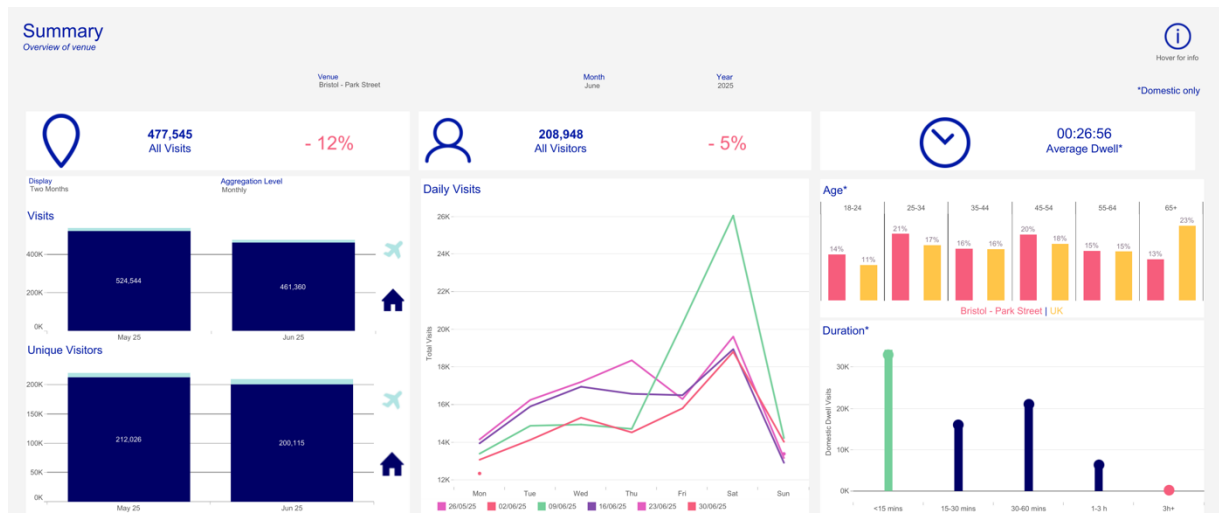 Summary
Overview of venue
Hover for info
Venue
Bristol - Park Street
Month
June
Year
2025
*Domestic only
477,545
All Visits
- 12%
208,948
All Visitors
- 5%
00:26:56
Average Dwell*
Display
Two Months
Aggregation Level
Monthly
Visits
400K
200K
0K
524,544
461,360
May 25
Jun 25
Unique Visitors
200K
150K
100K
50K
0K
212,026
200,115
May 25
Jun 25
Daily Visits
Total Visits
26K
24K
22K
20K
18K
16K
14K
12K
Mon Tue Wed Thu Fri Sat Sun
26/05/25 02/06/25 09/06/25 16/06/25 23/06/25 30/06/25
Age*
18-24 25-34 35-44 45-54 55-64 65+
14% 11% 21% 17% 16% 16% 20% 18% 15% 15% 13% 23%
Bristol - Park Street | UK
Duration*
Domestic Dwell Visits
30K
20K
10K
0K
<15 mins 15-30 mins 30-60 mins 1-3 h 3h+